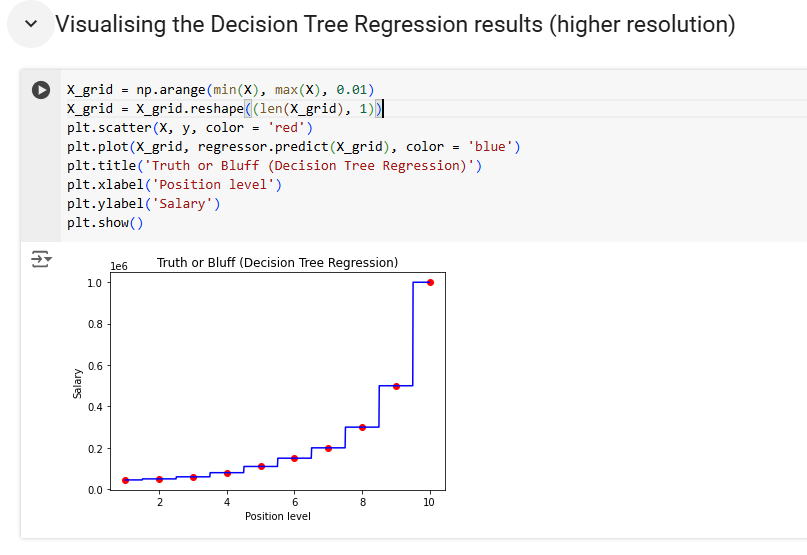 Visualising the Decision Tree Regression results (higher resolution)
X_grid = np.arange(min(X), max(X), 0.01)
X_grid = X_grid.reshape((len(X_grid), 1))
plt.scatter(X, y, color = 'red')
plt.plot(X_grid, regressor.predict(X_grid), color = 'blue')
plt.title('Truth or Bluff (Decision Tree Regression)')
plt.xlabel('Position level')
plt.ylabel('Salary')
plt.show()
1e6
Truth or Bluff (Decision Tree Regression)
1.0
0.8
0.6
0.4
0.2
0.0
Salary
2 4 6 8 10
Position level